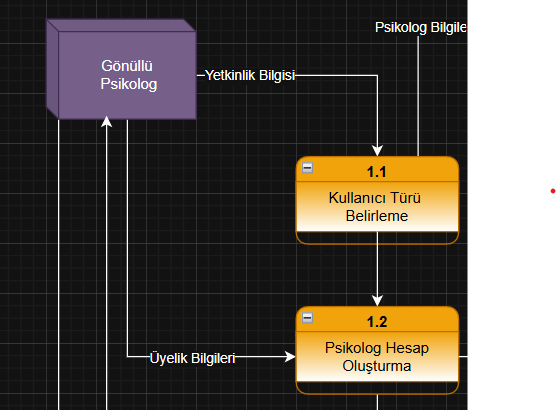 Psikolog Bilgile
Gönüllü
Psikolog
Yetkinlik Bilgisi
1.1
Kullanıcı Türü
Belirleme
1.2
Psikolog Hesap
Oluşturma
Üyelik Bilgileri